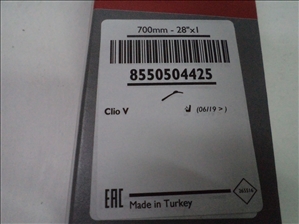 700mm - 28"x1
8550504425
Clio V
(06/19 > )
EAC
Made in Turkey